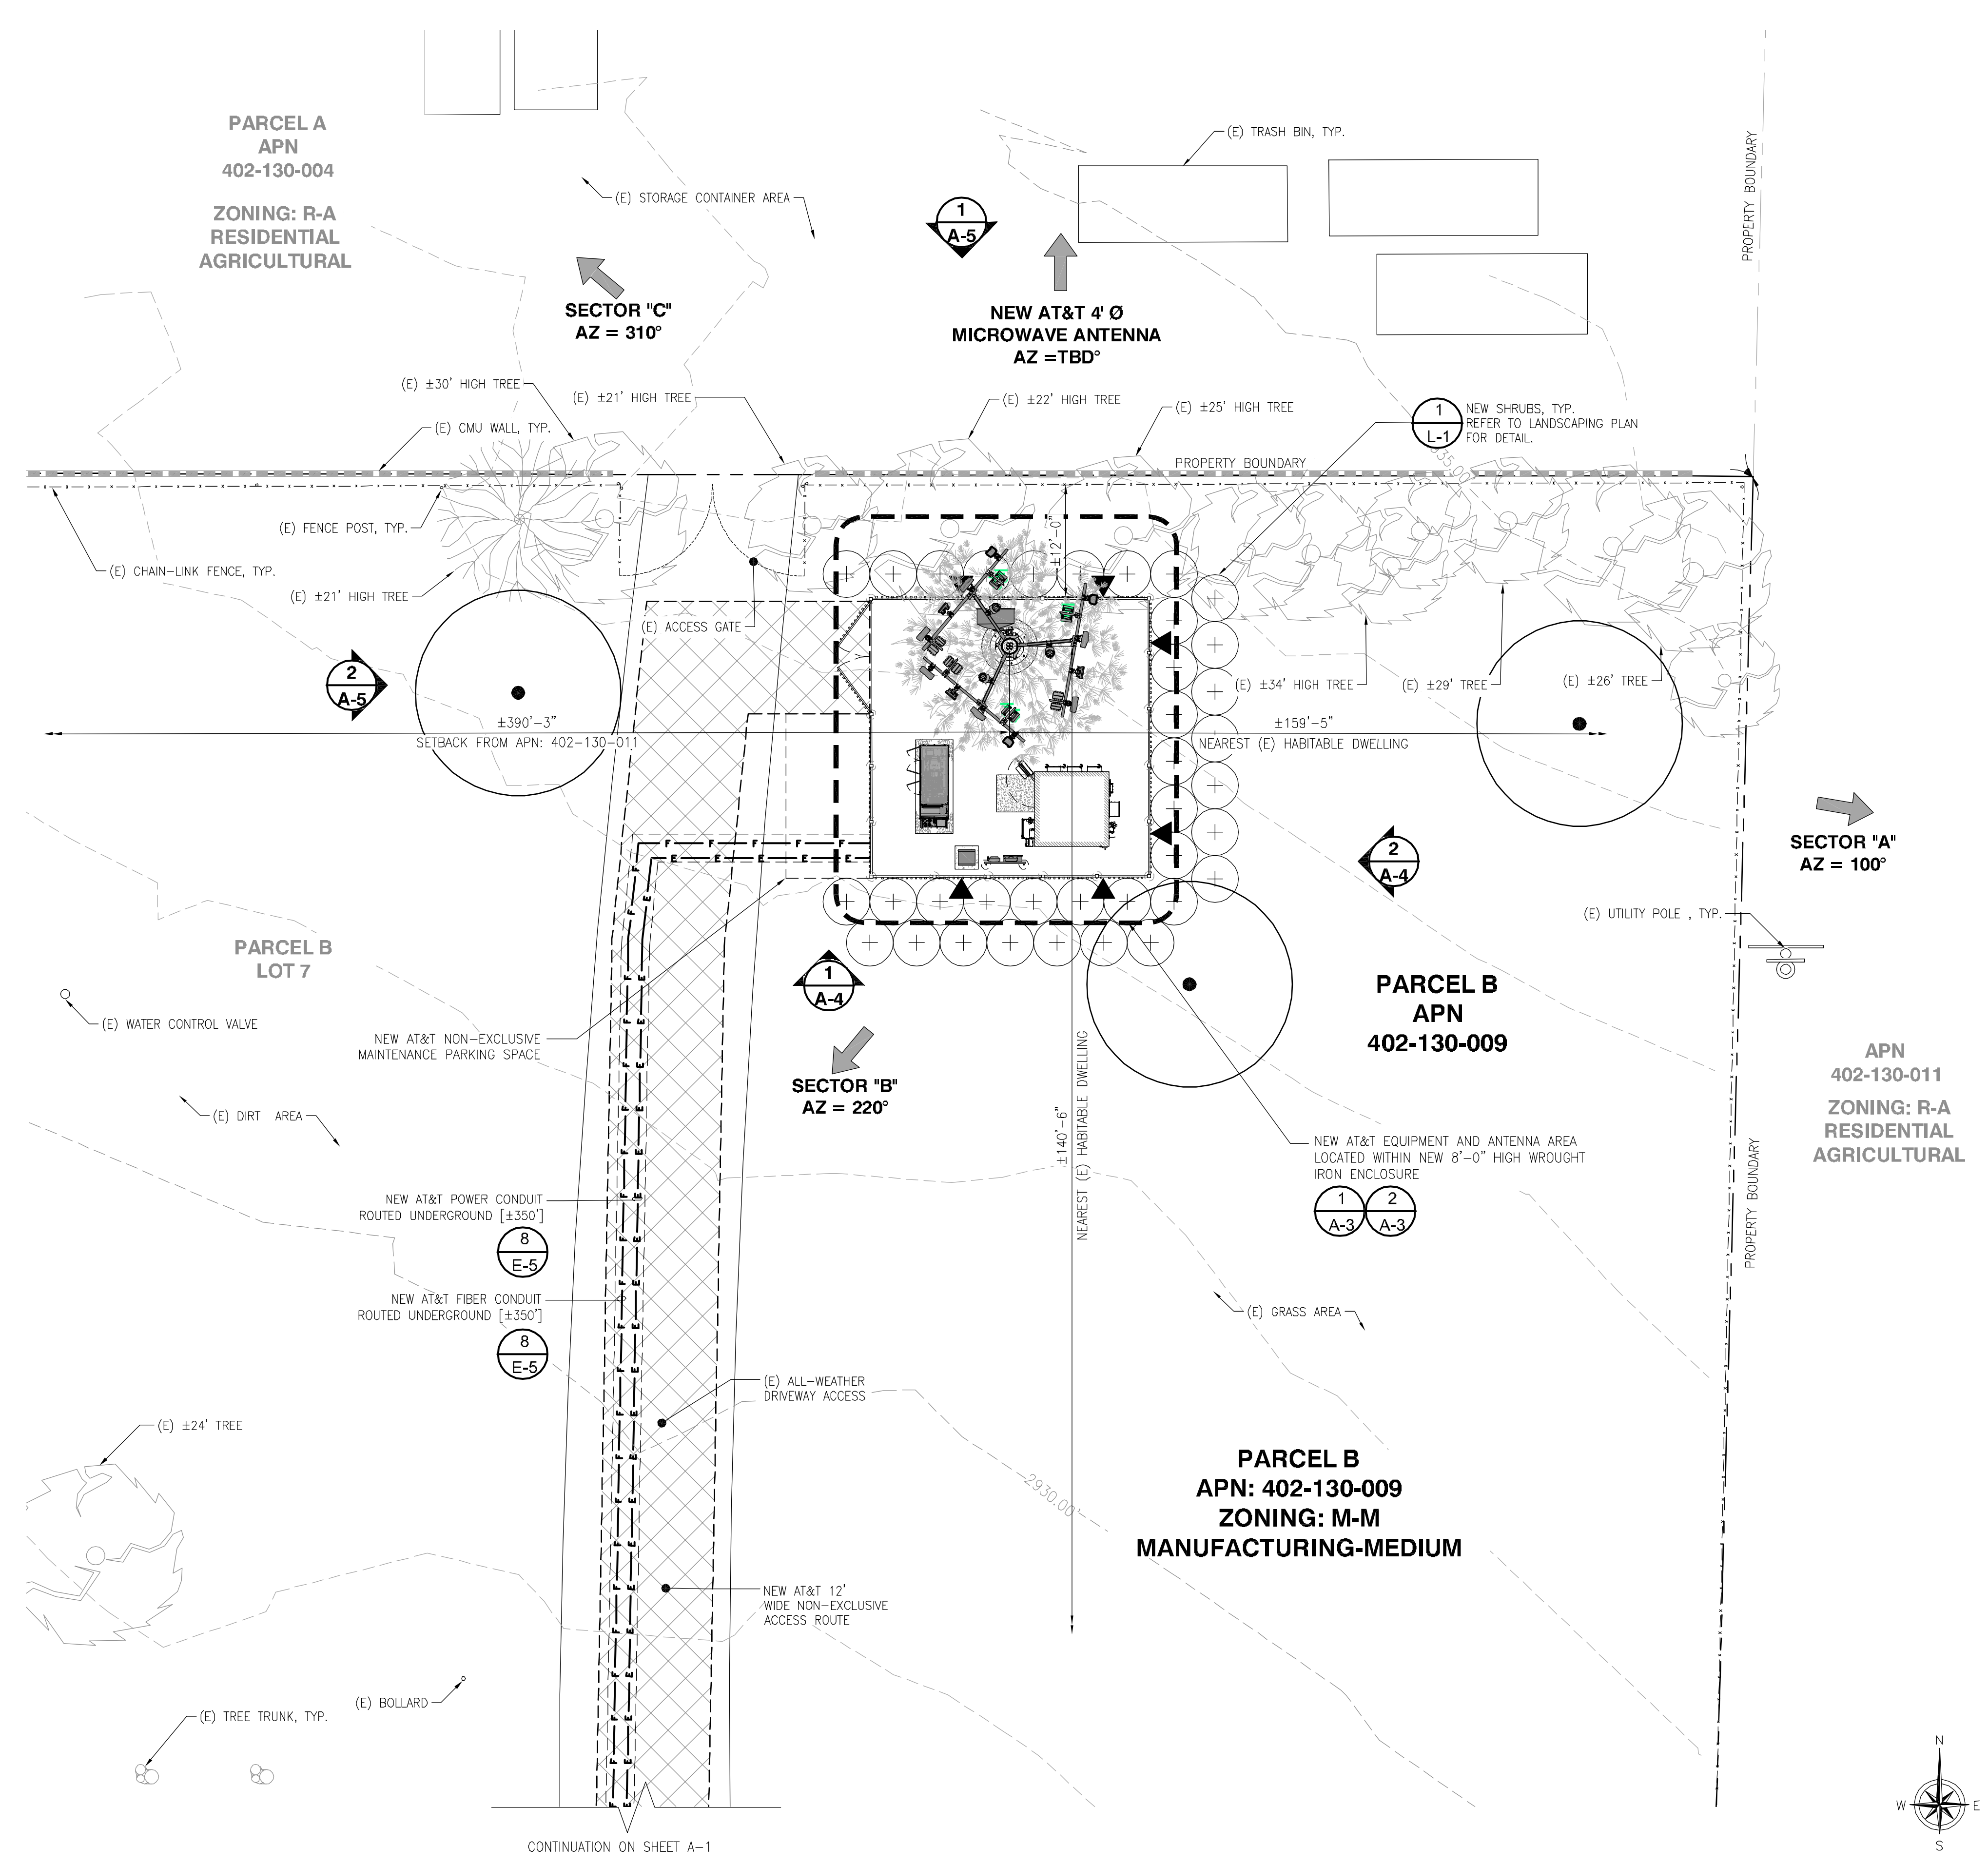 (E) TRASH BIN, TYP.
PROPERTY BOUNDARY
PARCEL A
APN
402-130-004
ZONING: R-A
RESIDENTIAL
AGRICULTURAL
(E) STORAGE CONTAINER AREA
1
A-5
SECTOR "C"
AZ = 310°
NEW AT&T 4' Ø
MICROWAVE ANTENNA
AZ =TBD°
(E) ±30' HIGH TREE
(E) ±21' HIGH TREE
(E) ±22' HIGH TREE
(E) ±25' HIGH TREE
1
L-1
NEW SHRUBS, TYP.
REFER TO LANDSCAPING PLAN
FOR DETAIL.
(E) CMU WALL, TYP.
PROPERTY BOUNDARY
(E) FENCE POST, TYP.
±12'-0"
(E) CHAIN-LINK FENCE, TYP.
(E) ±21' HIGH TREE
(E) ACCESS GATE
2
A-5
(E) ±34' HIGH TREE
(E) ±29' TREE
(E) ±26' TREE
±390'-3"
SETBACK FROM APN: 402-130-011
±159'-5"
NEAREST (E) HABITABLE DWELLING
SECTOR "A"
AZ = 100°
2
A-4
F F F F
E E E E E
(E) UTILITY POLE , TYP.
PARCEL B
LOT 7
1
A-4
PARCEL B
APN
402-130-009
(E) WATER CONTROL VALVE
NEW AT&T NON-EXCLUSIVE
MAINTENANCE PARKING SPACE
SECTOR "B"
AZ = 220°
±140'-6"
NEAREST (E) HABITABLE DWELLING
APN
402-130-011
ZONING: R-A
RESIDENTIAL
AGRICULTURAL
(E) DIRT AREA
NEW AT&T EQUIPMENT AND ANTENNA AREA
LOCATED WITHIN NEW 8'-0" HIGH WROUGHT
IRON ENCLOSURE
1
A-3
2
A-3
PROPERTY BOUNDARY
NEW AT&T POWER CONDUIT
ROUTED UNDERGROUND [±350']
8
E-5
NEW AT&T FIBER CONDUIT
ROUTED UNDERGROUND [±350']
8
E-5
(E) GRASS AREA
(E) ALL-WEATHER
DRIVEWAY ACCESS
(E) ±24' TREE
PARCEL B
APN: 402-130-009
ZONING: M-M
MANUFACTURING-MEDIUM
2930.00'
NEW AT&T 12'
WIDE NON-EXCLUSIVE
ACCESS ROUTE
(E) BOLLARD
(E) TREE TRUNK, TYP.
N
W E
S
CONTINUATION ON SHEET A-1